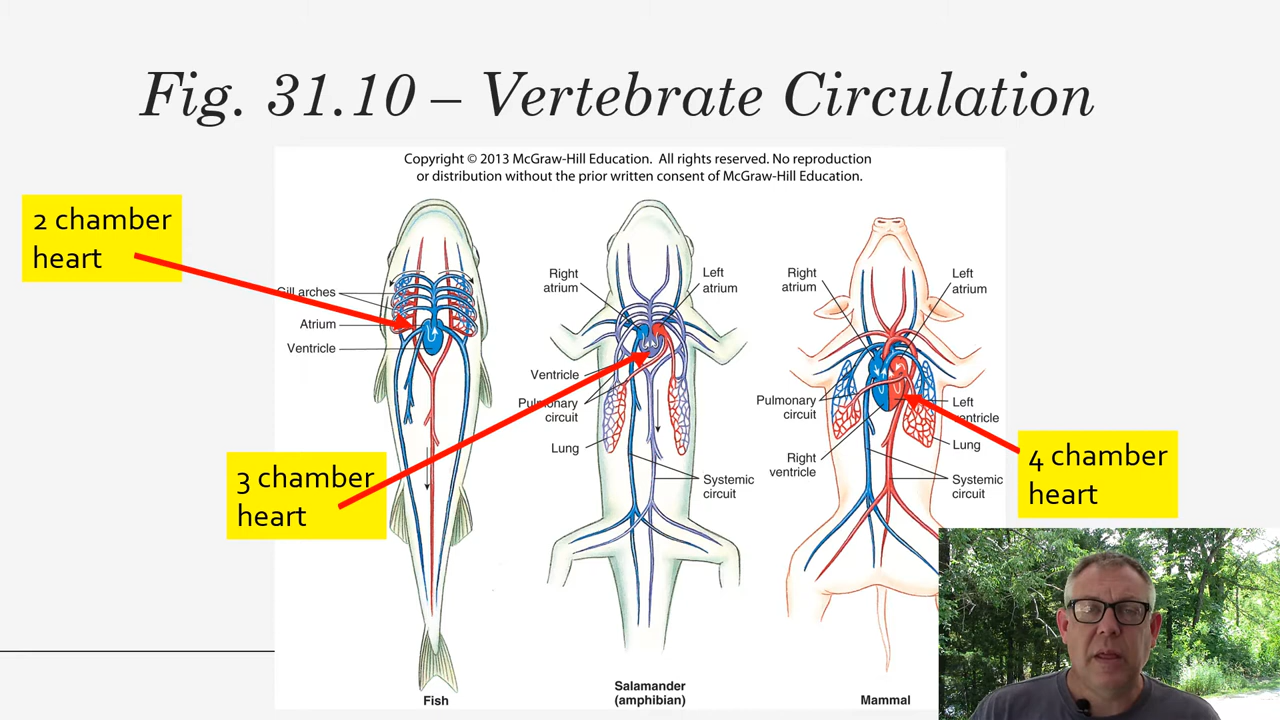 Fig. 31.10 – Vertebrate Circulation
Copyright © 2013 McGraw-Hill Education. All rights reserved. No reproduction
or distribution without the prior written consent of McGraw-Hill Education.
2 chamber
heart
Gill arches
Atrium
Ventricle
3 chamber
heart
Fish
Right
atrium
Left
atrium
Ventricle
Pulmonary
circuit
Lung
Systemic
circuit
Salamander
(amphibian)
Right
atrium
Left
atrium
Pulmonary
circuit
Right
ventricle
Left
ventricle
Lung
Systemic
circuit
4 chamber
heart
Mammal